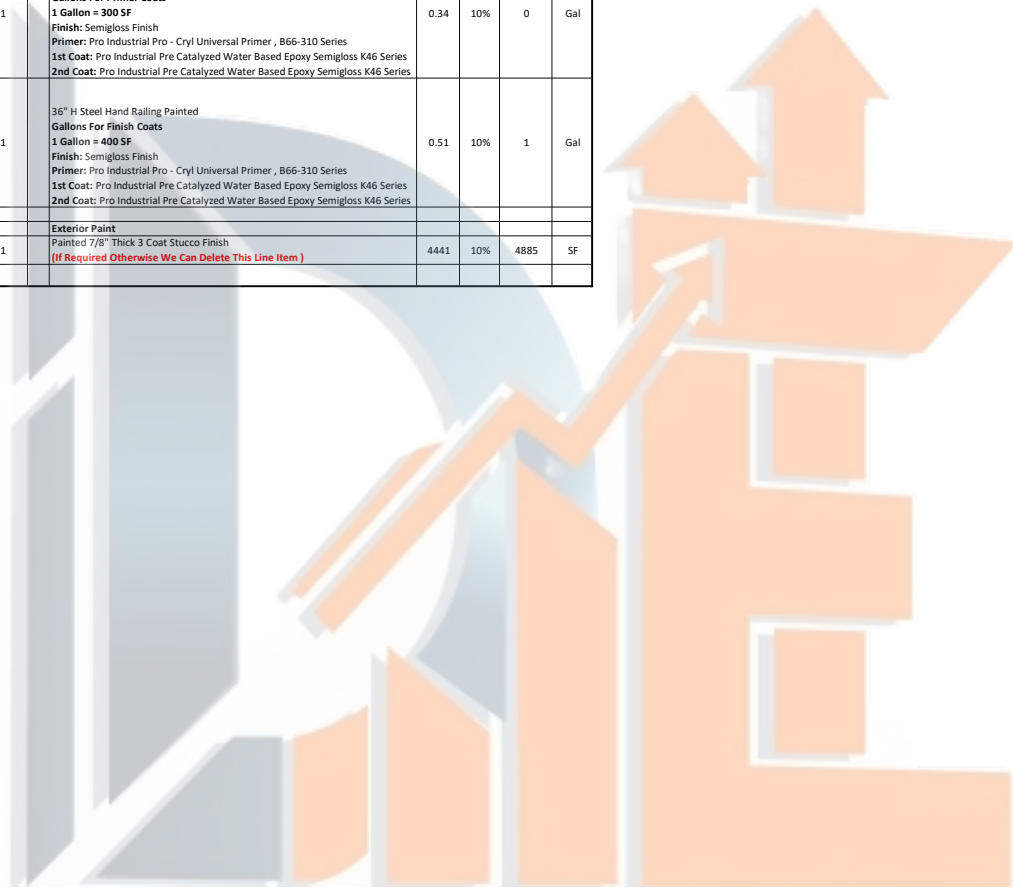 Gallons For Primer Coats
1 1 Gallon = 300 SF 0.34 10% 0 Gal
Finish: Semigloss Finish
Primer: Pro Industrial Pro - Cryl Universal Primer , B66-310 Series
1st Coat: Pro Industrial Pre Catalyzed Water Based Epoxy Semigloss K46 Series
2nd Coat: Pro Industrial Pre Catalyzed Water Based Epoxy Semigloss K46 Series
36" H Steel Hand Railing Painted
Gallons For Finish Coats
1 1 Gallon = 400 SF 0.51 10% 1 Gal
Finish: Semigloss Finish
Primer: Pro Industrial Pro - Cryl Universal Primer , B66-310 Series
1st Coat: Pro Industrial Pre Catalyzed Water Based Epoxy Semigloss K46 Series
2nd Coat: Pro Industrial Pre Catalyzed Water Based Epoxy Semigloss K46 Series
Exterior Paint
1 Painted 7/8" Thick 3 Coat Stucco Finish 4441 10% 4885 SF
(If Required Otherwise We Can Delete This Line Item )